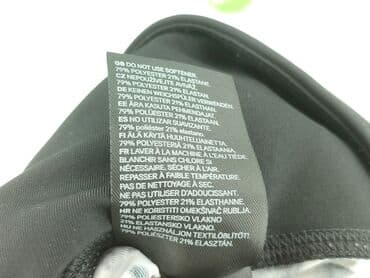 GB DO NOT USE SOFTENER.
79% POLYESTER 21% ELASTANE.
CZ NEPOUŽÍVEJTE AVIVÁŽ.
79% POLYESTER 21% ELASTAN.
DE KEINEN WEICHSPÜLER VERWENDEN.
79% POLYESTER 21% ELASTHAN.
EE ÄRA KASUTA PEHMENDAJAT.
79% POLÜESTER 21% ELASTAAN.
ES NO UTILIZAR SUAVIZANTE.
79% poliéster 21% elastano.
FI ÄLÄ KÄYTÄ HUUHTELUAINETTA.
79% POLYESTERIÄ 21% ELASTAANIA.
FR LAVER À LA MACHINE À L'EAU TIÈDE.
BLANCHIR SANS CHLORE SI
NÉCESSAIRE, SÉCHER À L'AIR.
REPASSER À FAIBLE TEMPÉRATURE.
PAS DE NETTOYAGE À SEC.
NE PAS UTILISER D'ADOUCISSANT.
79% POLYESTER 21% ÉLASTHANNE.
HR NE KORISTITI OMEKŠIVAČ RUBLJA.
79% POLIESTERSKO VLAKNO
21% ELASTANSKO VLAKNO
HU NE HASZNÁLJON TEXTILÖBLÍTŐT!
79% POLIÉSZTER 21% ELASZTÁN.